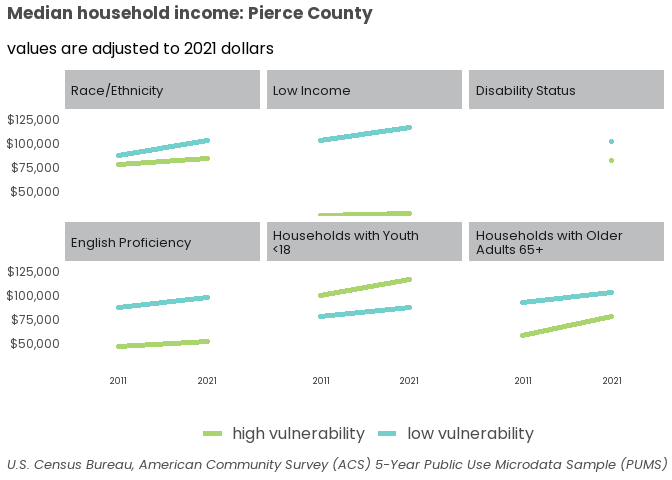 Median household income: Pierce County
values are adjusted to 2021 dollars
Race/Ethnicity
Low Income
Disability Status
$125,000
$100,000
$75,000
$50,000
English Proficiency
Households with Youth
<18
Households with Older
Adults 65+
$125,000
$100,000
$75,000
$50,000
2011 2021 2011 2021 2011 2021
high vulnerability low vulnerability
U.S. Census Bureau, American Community Survey (ACS) 5-Year Public Use Microdata Sample (PUMS)